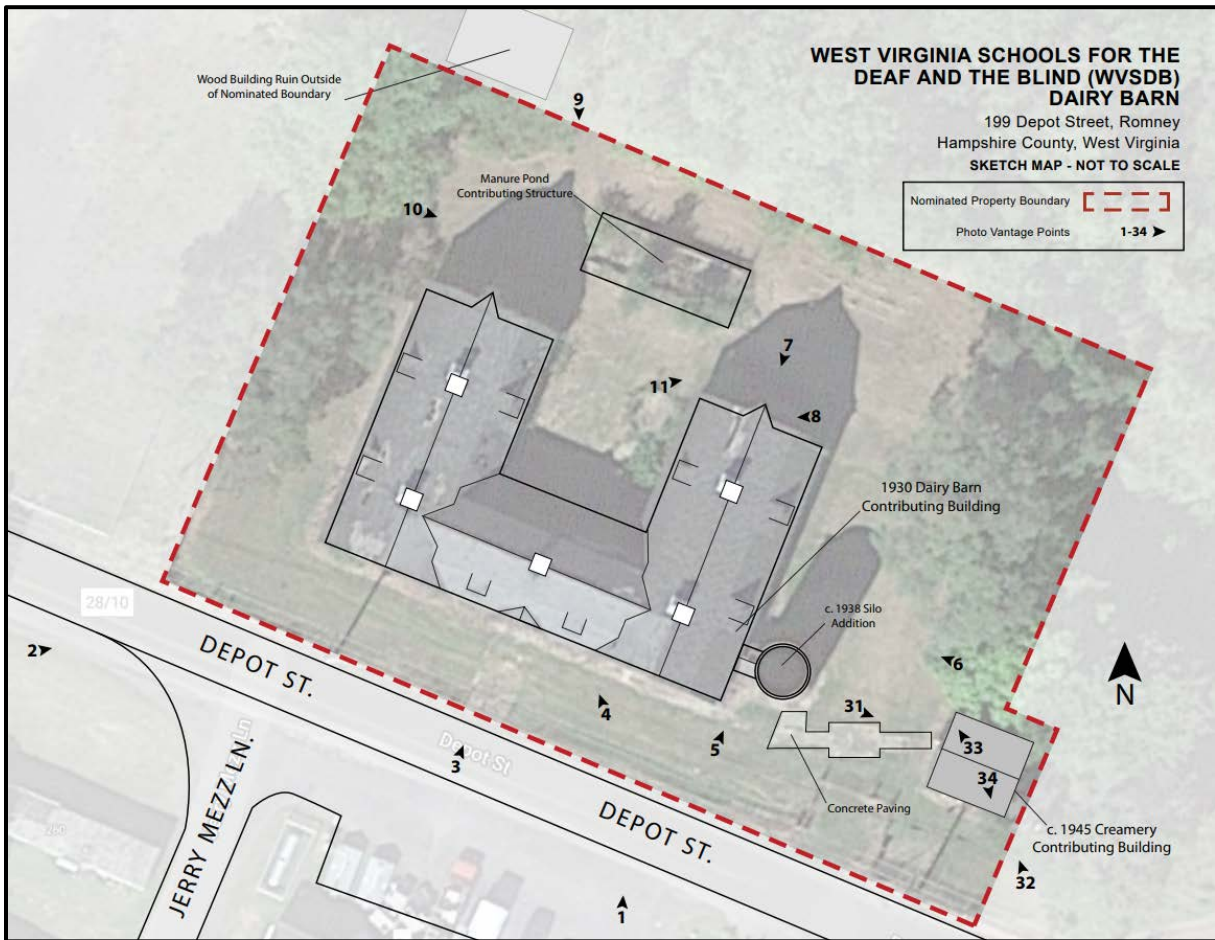 WEST VIRGINIA SCHOOLS FOR THE
DEAF AND THE BLIND (WVSDB)
DAIRY BARN
199 Depot Street, Romney
Hampshire County, West Virginia
SKETCH MAP - NOT TO SCALE
Nominated Property Boundary
Photo Vantage Points 1-34
Wood Building Ruin Outside
of Nominated Boundary
9
Manure Pond
Contributing Structure
10
7
11
8
1930 Dairy Barn
Contributing Building
c. 1938 Silo
Addition
28/10
2
DEPOT ST.
6
N
4
31
5
33
3
Depot St
34
JERRY MEZZ LN.
Concrete Paving
DEPOT ST.
c. 1945 Creamery
Contributing Building
260
32
1